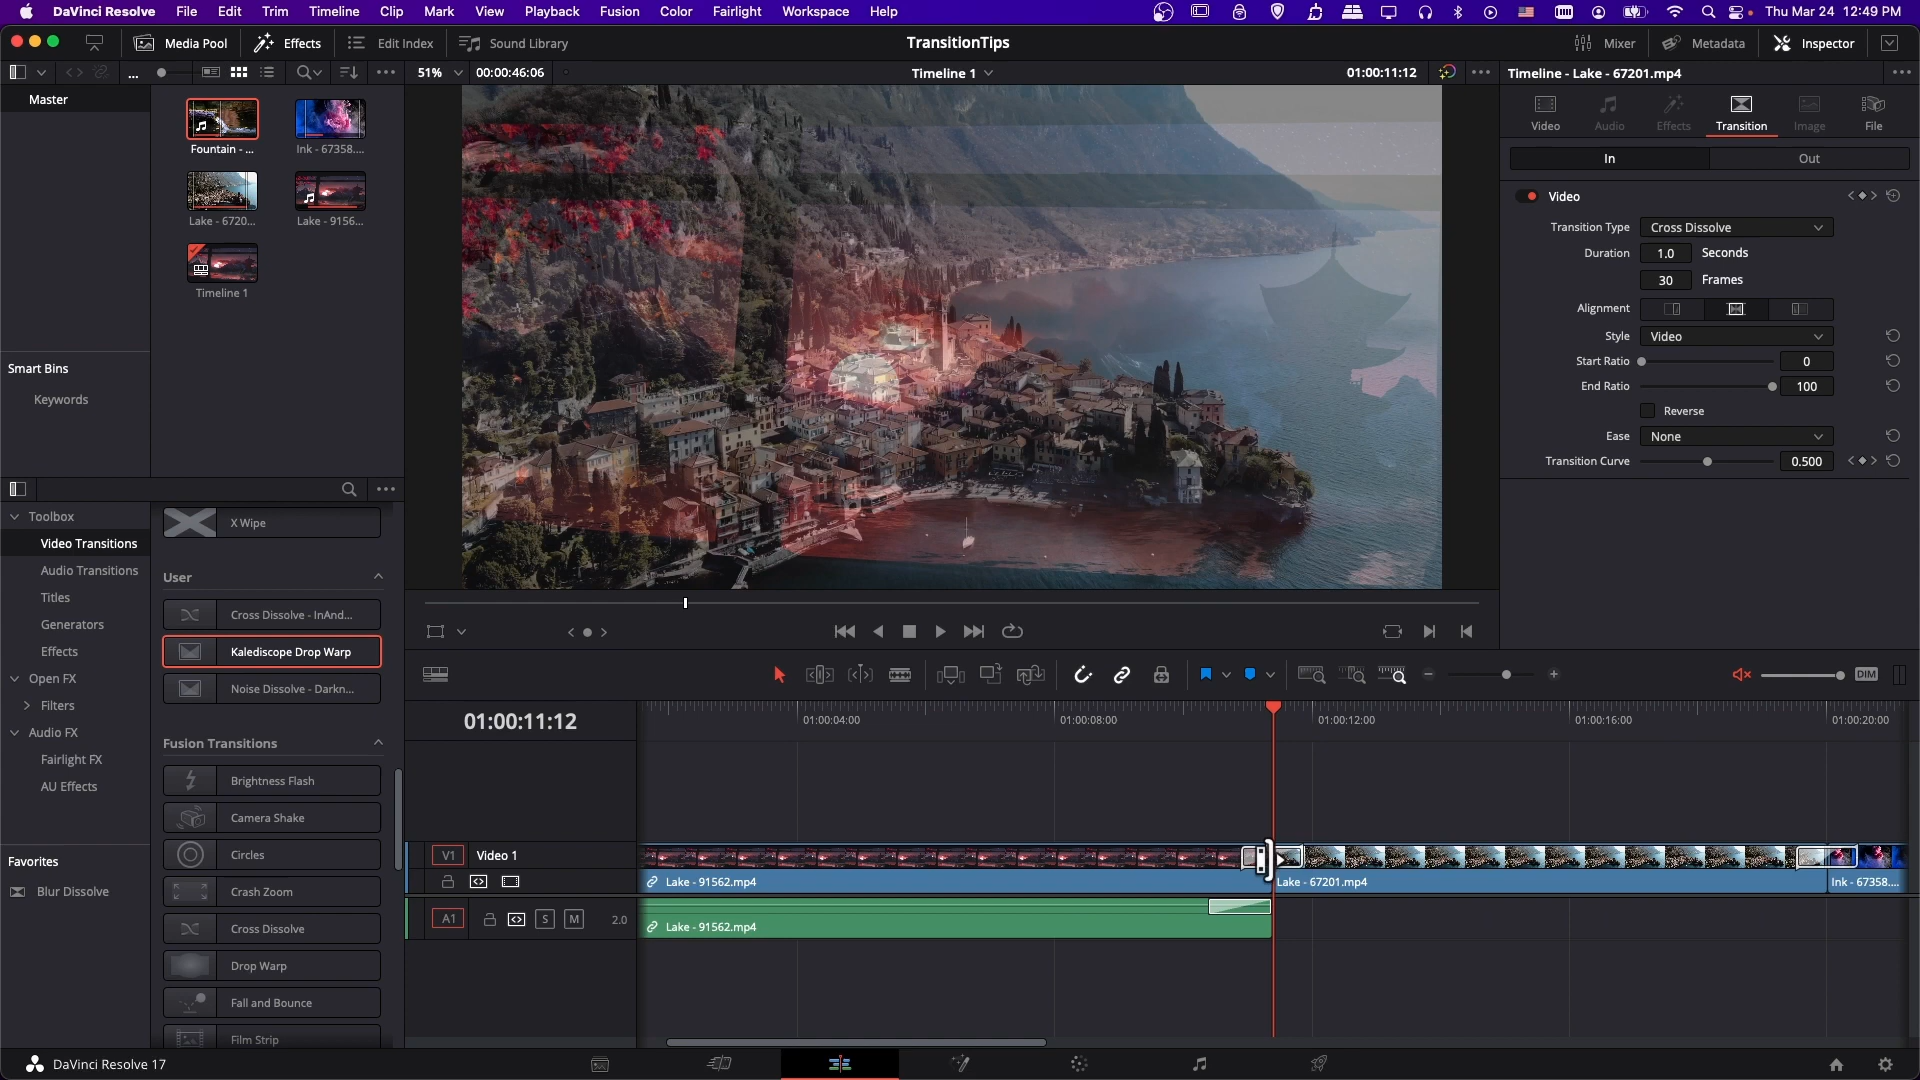 DaVinci Resolve File Edit Trim Timeline Clip Mark View Playback Fusion Color Fairlight Workspace Help Thu Mar 24 12:49 PM
Media Pool Effects Edit Index Sound Library TransitionTips Mixer Metadata Inspector
... 51% 00:00:46:06 Timeline 1 01:00:11:12 Timeline - Lake - 67201.mp4
Master
Fountain - ... Ink - 67358....
Lake - 6720... Lake - 9156...
Timeline 1
Smart Bins
Keywords
Video Audio Effects Transition Image File
In Out
Video
Transition Type Cross Dissolve
Duration 1.0 Seconds
30 Frames
Alignment
Style Video
Start Ratio 0
End Ratio 100
Reverse
Ease None
Transition Curve 0.500
Toolbox
Video Transitions
Audio Transitions
Titles
Generators
Effects
Open FX
Filters
Audio FX
Fairlight FX
AU Effects
Favorites
Blur Dissolve
X Wipe
User
Cross Dissolve - InAnd...
Kalediscope Drop Warp
Noise Dissolve - Darkn...
Fusion Transitions
Brightness Flash
Camera Shake
Circles
Crash Zoom
Cross Dissolve
Drop Warp
Fall and Bounce
Film Strip
DIM
01:00:11:12 01:00:04:00 01:00:08:00 01:00:12:00 01:00:16:00 01:00:20:00
V1 Video 1
Lake - 91562.mp4 Lake - 67201.mp4 Ink - 67358....
A1 S M 2.0
Lake - 91562.mp4
DaVinci Resolve 17